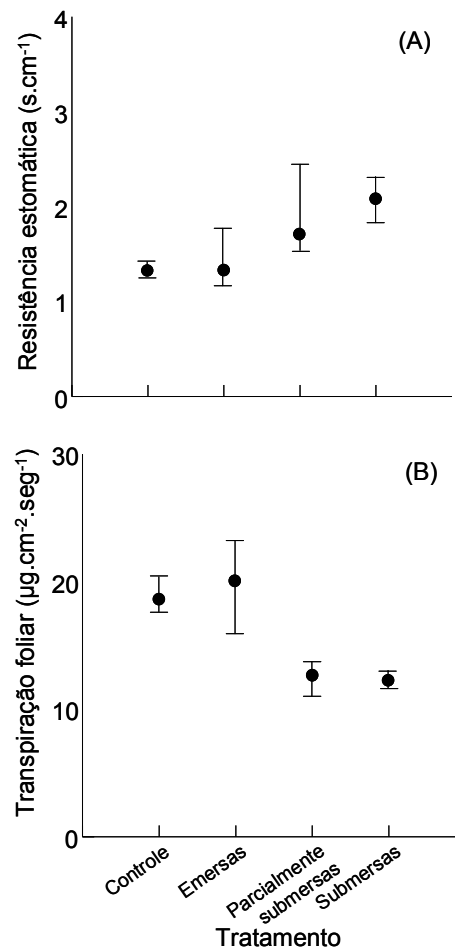 (A)
Resistência estomática (s.cm⁻¹)
4
3
2
1
0
(B)
Transpiração foliar (µg.cm⁻².seg⁻¹)
30
20
10
0
Controle
Emersas
Parcialmente
submersas
Submersas
Tratamento